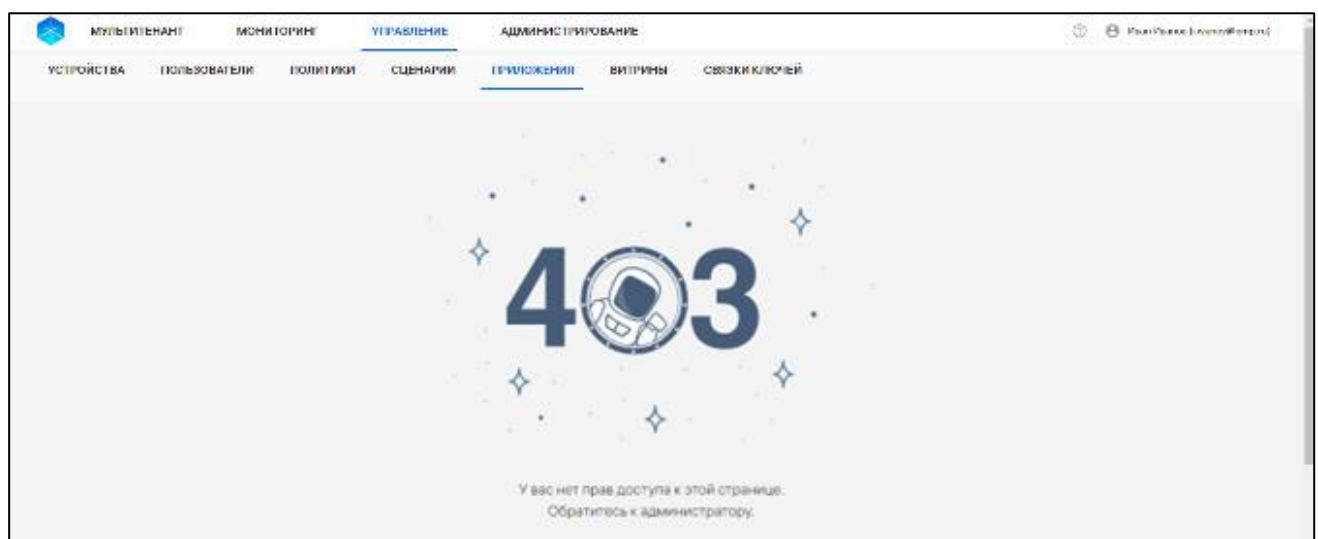 МУЛЬТИТЕНАНТ МОНИТОРИНГ УПРАВЛЕНИЕ АДМИНИСТРИРОВАНИЕ
УСТРОЙСТВА ПОЛЬЗОВАТЕЛИ ПОЛИТИКИ СЦЕНАРИИ ПРИЛОЖЕНИЯ ВИТРИНЫ СВЯЗКИ КЛЮЧЕЙ
403
У вас нет прав доступа к этой странице.
Обратитесь к администратору.